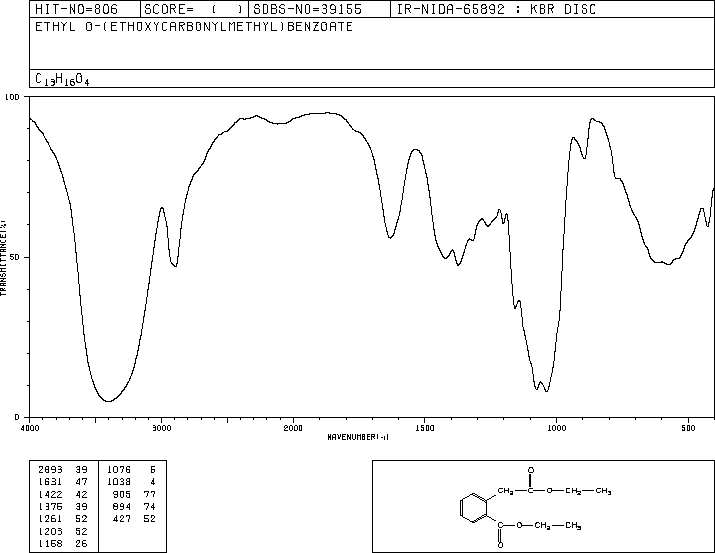 HIT-NO=806 SCORE= ( ) SDBS-NO=39155 IR-NIDA-65892 : KBR DISC
ETHYL O-(ETHOXYCARBONYLMETHYL)BENZOATE
C13H16O4
100
50
0
TRANSMITTANCE(%)
4000 3000 2000 1500 1000 500
WAVENUMBER(-1)
2893 39 1076 6
1631 47 1038 4
1422 42 905 77
1375 39 894 74
1261 52 427 52
1203 52
1158 26
O
CH2 C O CH2 CH3
C O CH2 CH3
O